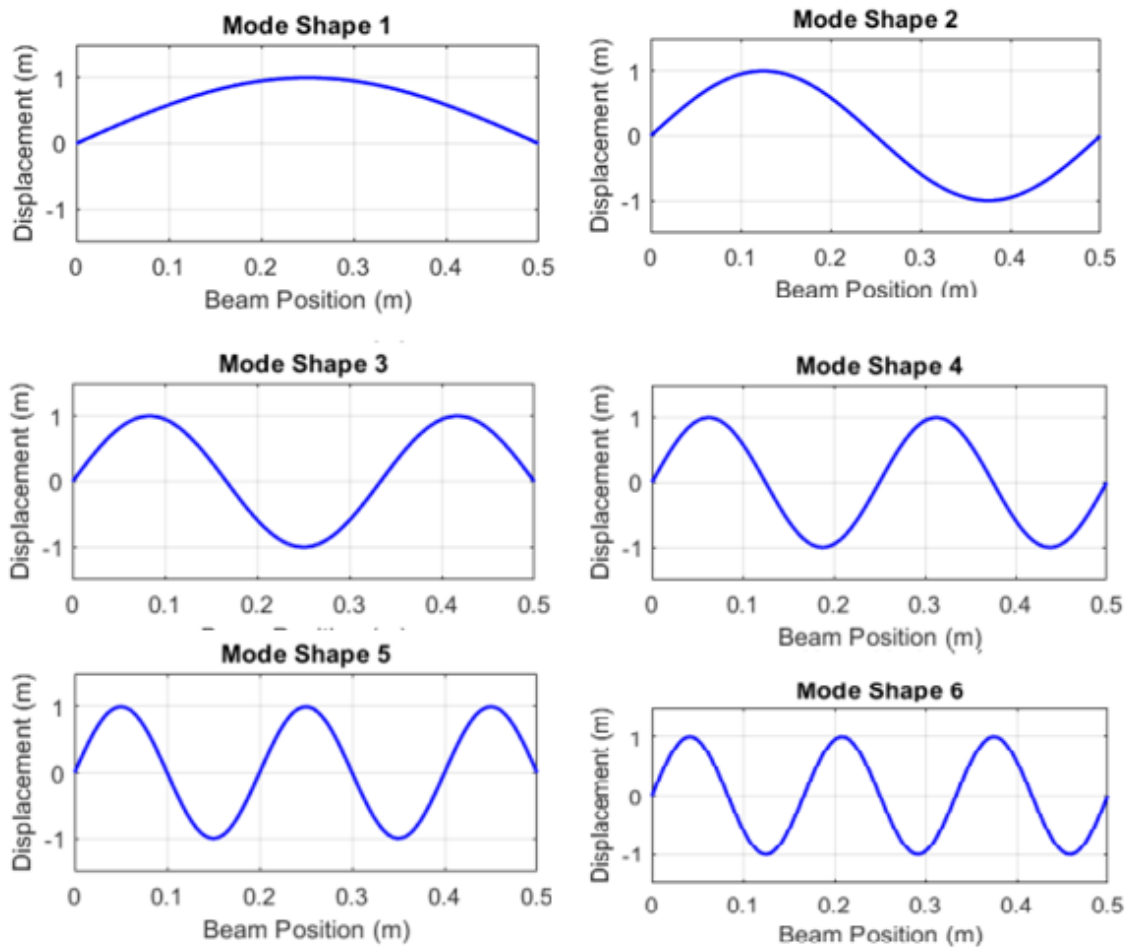 Mode Shape 1
Displacement (m)
1
0
-1
0 0.1 0.2 0.3 0.4 0.5
Beam Position (m)
Mode Shape 2
Displacement (m)
1
0
-1
0 0.1 0.2 0.3 0.4 0.5
Beam Position (m)
Mode Shape 3
Displacement (m)
1
0
-1
0 0.1 0.2 0.3 0.4 0.5
Mode Shape 4
Displacement (m)
1
0
-1
0 0.1 0.2 0.3 0.4 0.5
Beam Position (m)
Mode Shape 5
Displacement (m)
1
0
-1
0 0.1 0.2 0.3 0.4 0.5
Beam Position (m)
Mode Shape 6
Displacement (m)
1
0
-1
0 0.1 0.2 0.3 0.4 0.5
Beam Position (m)